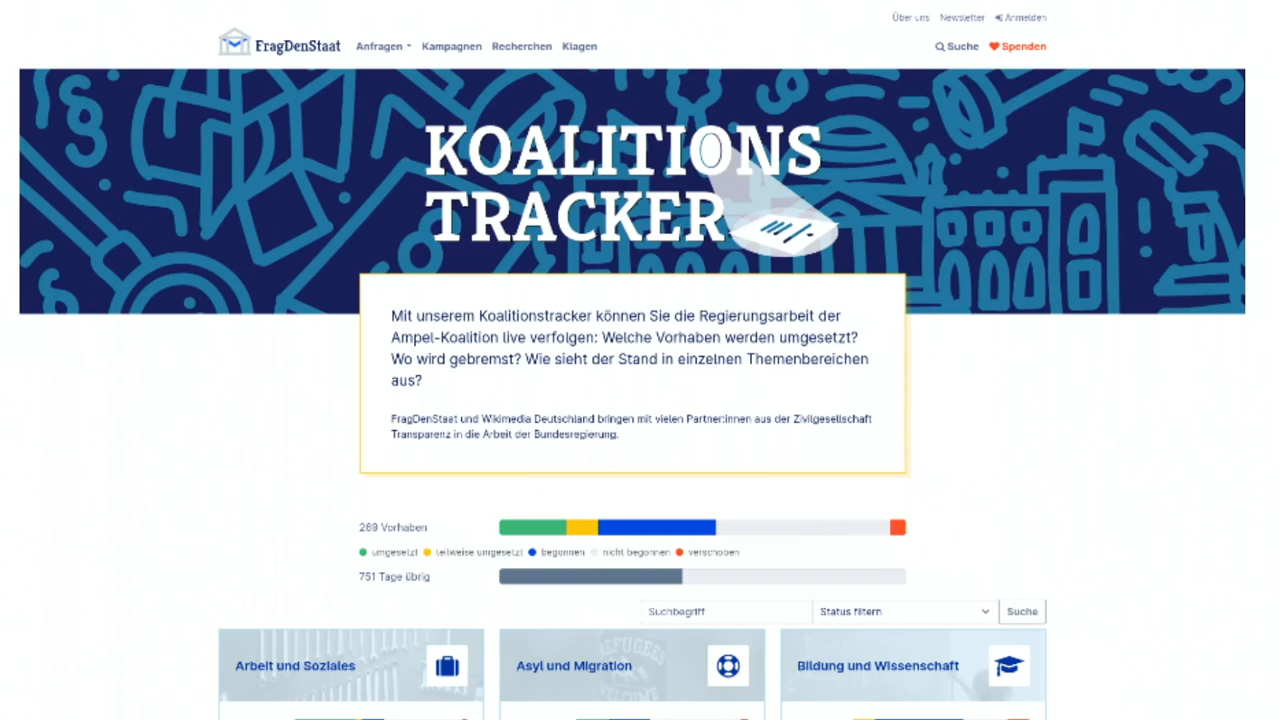 Über uns Newsletter Anmelden
FragDenStaat Anfragen Kampagnen Recherchen Klagen Suche Spenden
KOALITIONS
TRACKER
Mit unserem Koalitionstracker können Sie die Regierungsarbeit der
Ampel-Koalition live verfolgen: Welche Vorhaben werden umgesetzt?
Wo wird gebremst? Wie sieht der Stand in einzelnen Themenbereichen
aus?
FragDenStaat und Wikimedia Deutschland bringen mit vielen Partner:innen aus der Zivilgesellschaft
Transparenz in die Arbeit der Bundesregierung.
269 Vorhaben
umgesetzt teilweise umgesetzt begonnen nicht begonnen verschoben
751 Tage übrig
Suchbegriff Status filtern Suche
REFUGEES
Arbeit und Soziales Asyl und Migration Bildung und Wissenschaft
WELCOME